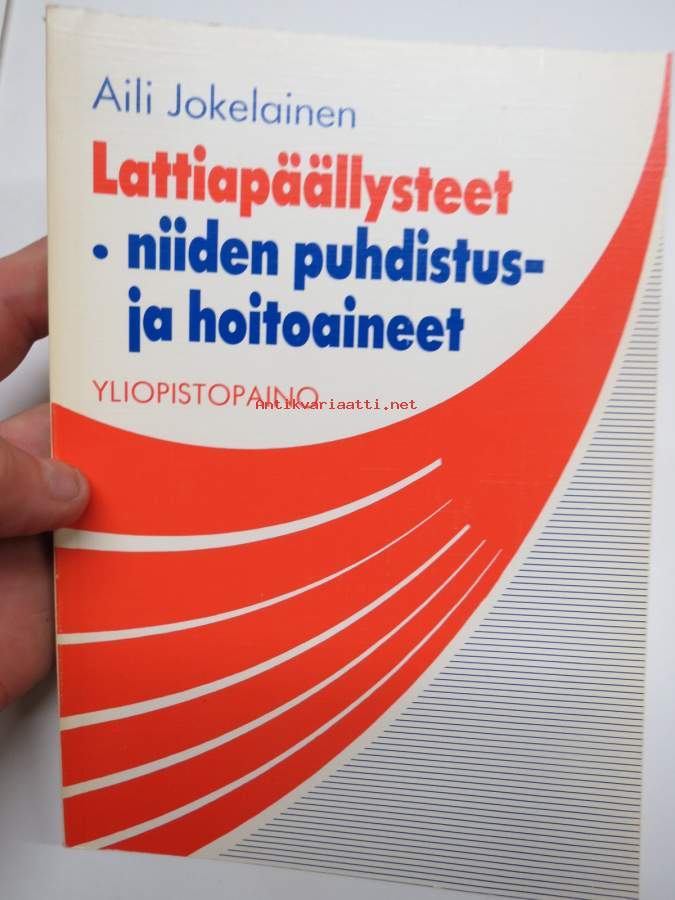 Aili Jokelainen
Lattiapäällysteet
• niiden puhdistus-
ja hoitoaineet
YLIOPISTOPAINO
Antikvariaatti.net